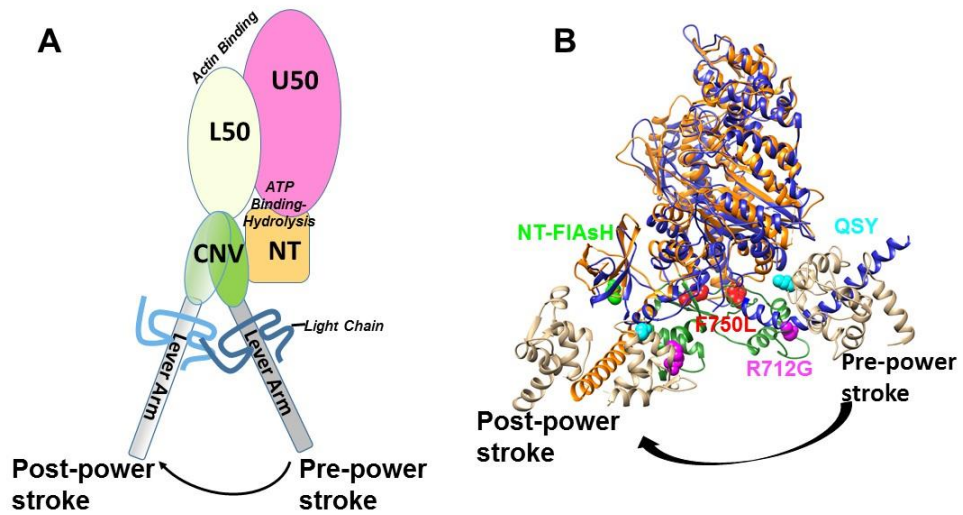 A
Actin Binding
U50
L50
ATP
Binding-
Hydrolysis
CNV
NT
Light Chain
Lever Arm
Lever Arm
Post-power
stroke
Pre-power
stroke
B
NT-FlAsH
QSY
F750L
R712G
Pre-power
stroke
Post-power
stroke